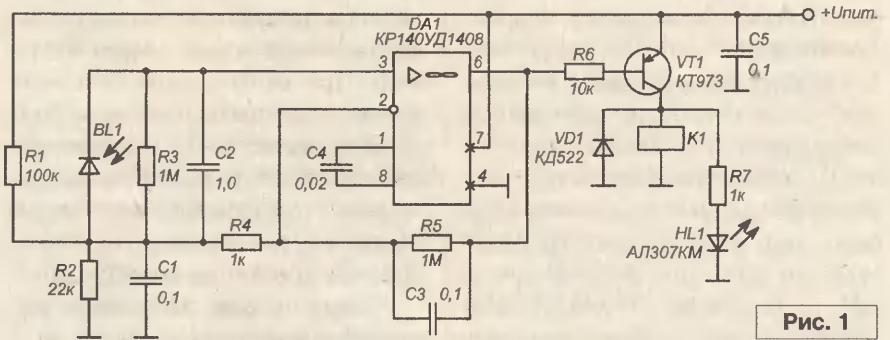 DA1
КР140УД1408
+Uпит.
3
6
2
1
8
7
4
R6
10к
VT1
КТ973
C5
0,1
BL1
R1
100к
R3
1М
C2
1,0
C4
0,02
VD1
КД522
K1
R7
1к
HL1
АЛ307КМ
R4
1к
R5
1М
R2
22к
C1
0,1
C3
0,1
Рис. 1